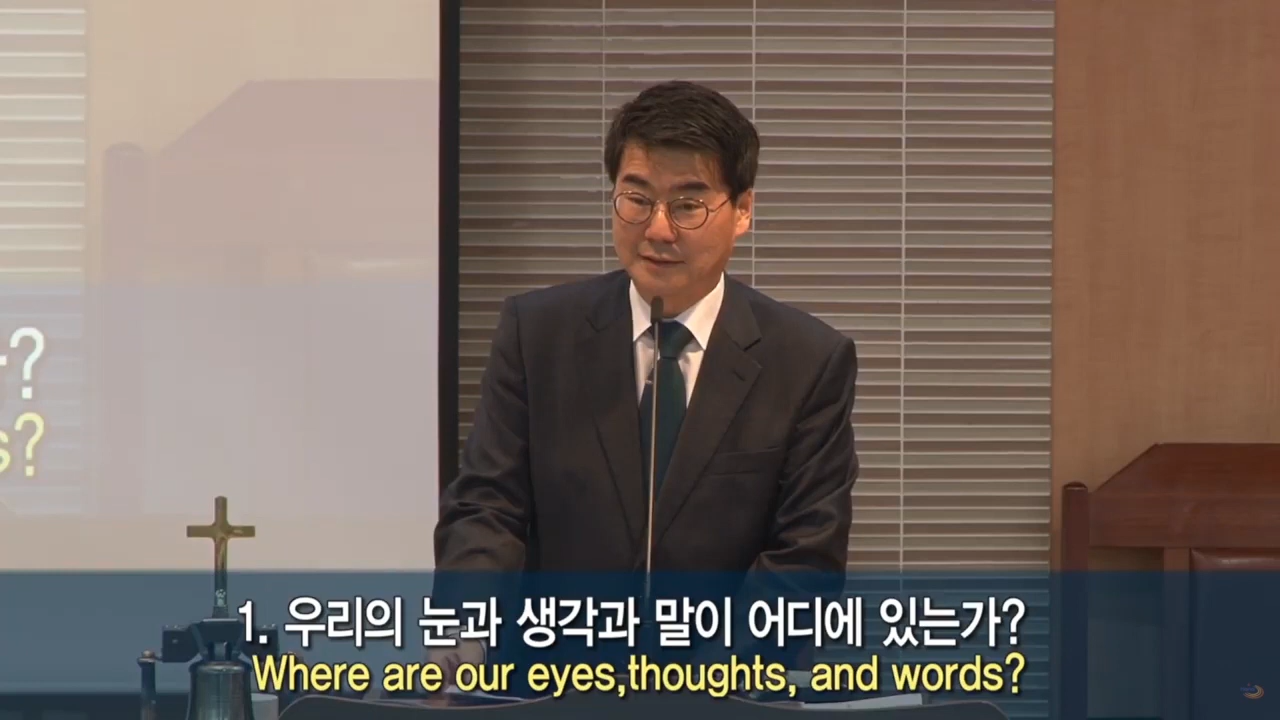 ?
s?
1. 우리의 눈과 생각과 말이 어디에 있는가?
Where are our eyes,thoughts, and words?